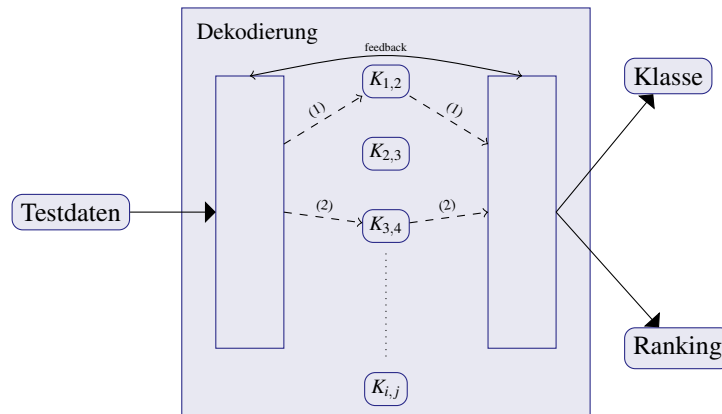 Dekodierung
feedback
Klasse
K1,2
(1)
(1)
K2,3
Testdaten
(2)
K3,4
(2)
Ranking
Ki,j